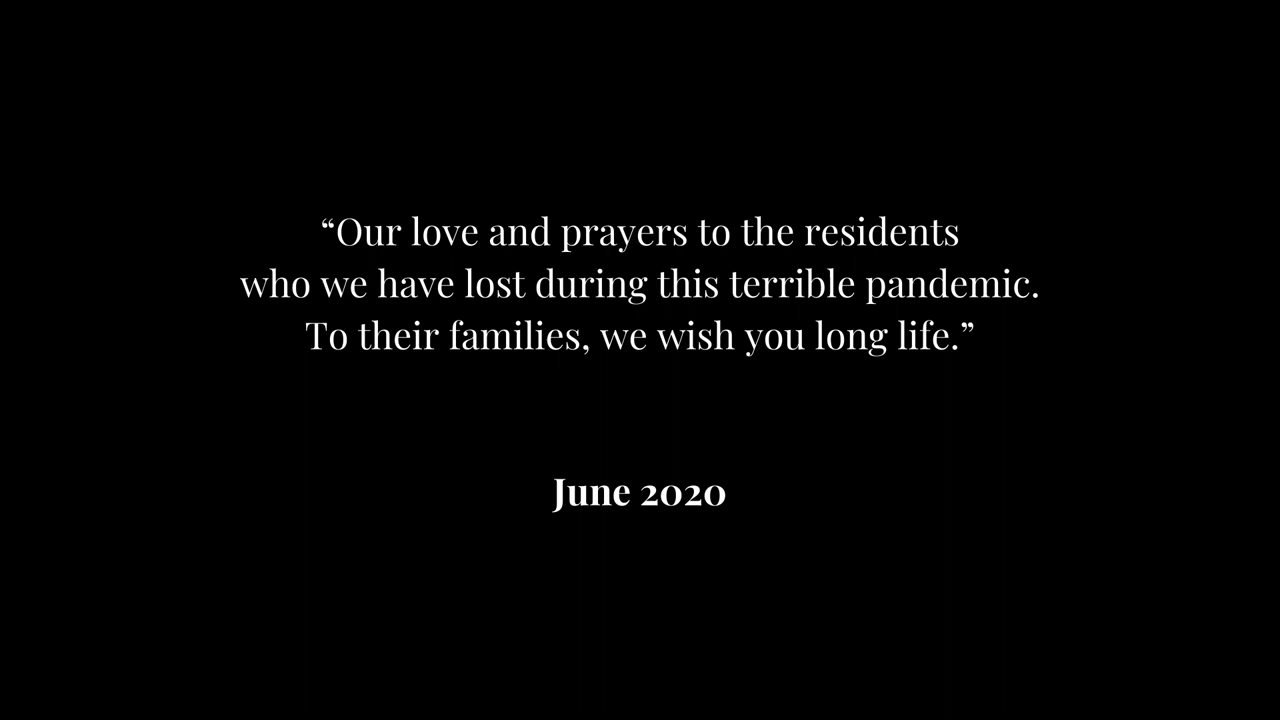 “Our love and prayers to the residents
who we have lost during this terrible pandemic.
To their families, we wish you long life.”
June 2020